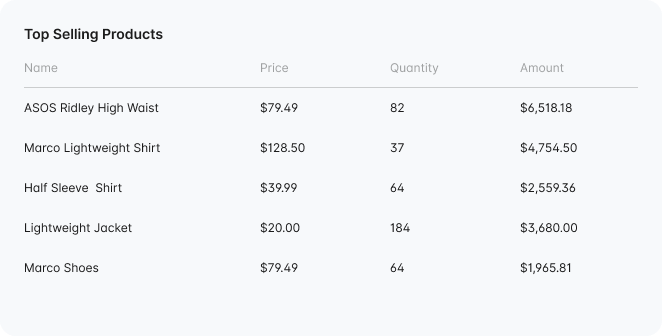 Top Selling Products
Name Price Quantity Amount
ASOS Ridley High Waist $79.49 82 $6,518.18
Marco Lightweight Shirt $128.50 37 $4,754.50
Half Sleeve  Shirt $39.99 64 $2,559.36
Lightweight Jacket $20.00 184 $3,680.00
Marco Shoes $79.49 64 $1,965.81